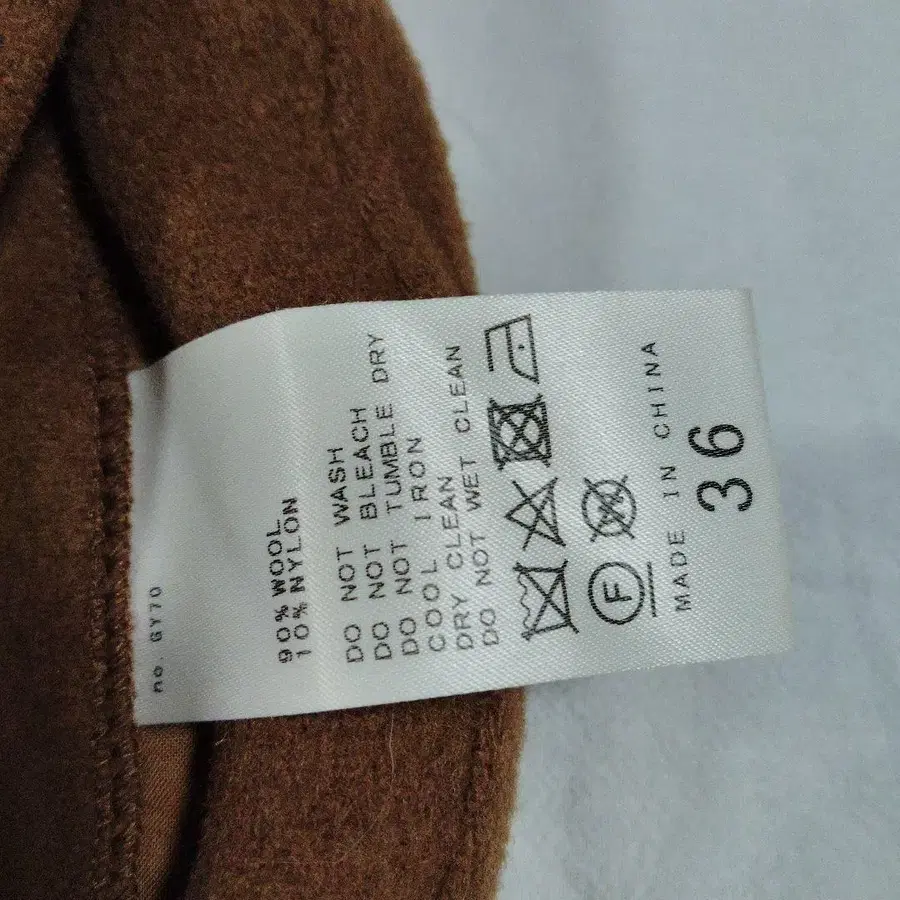 no. GY70
90% WOOL
10% NYLON
DO NOT WASH
DO NOT BLEACH
DO NOT TUMBLE DRY
COOL IRON
DRY CLEAN
DO NOT WET CLEAN
F W
MADE IN CHINA
36